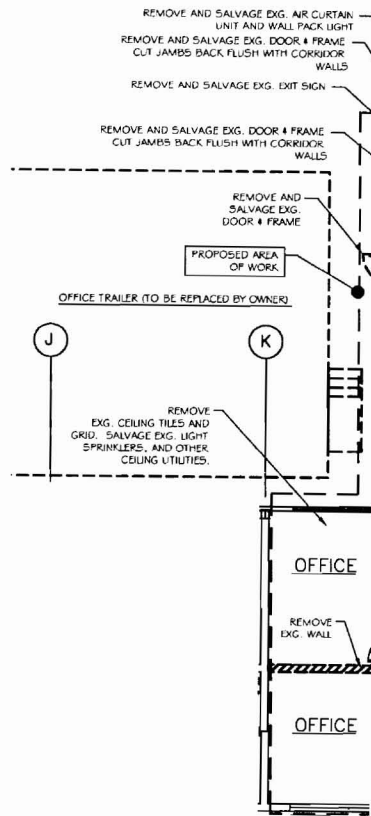 REMOVE AND SALVAGE EXG. AIR CURTAIN
UNIT AND WALL PACK LIGHT
REMOVE AND SALVAGE EXG. DOOR & FRAME
CUT JAMBS BACK FLUSH WITH CORRIDOR
WALLS
REMOVE AND SALVAGE EXG. EXIT SIGN
REMOVE AND SALVAGE EXG. DOOR & FRAME
CUT JAMBS BACK FLUSH WITH CORRIDOR
WALLS
REMOVE AND
SALVAGE EXG.
DOOR & FRAME
PROPOSED AREA
OF WORK
OFFICE TRAILER (TO BE REPLACED BY OWNER)
J
K
REMOVE
EXG. CEILING TILES AND
GRID. SALVAGE EXG. LIGHT
SPRINKLERS, AND OTHER
CEILING UTILITIES.
OFFICE
REMOVE
EXG. WALL
OFFICE